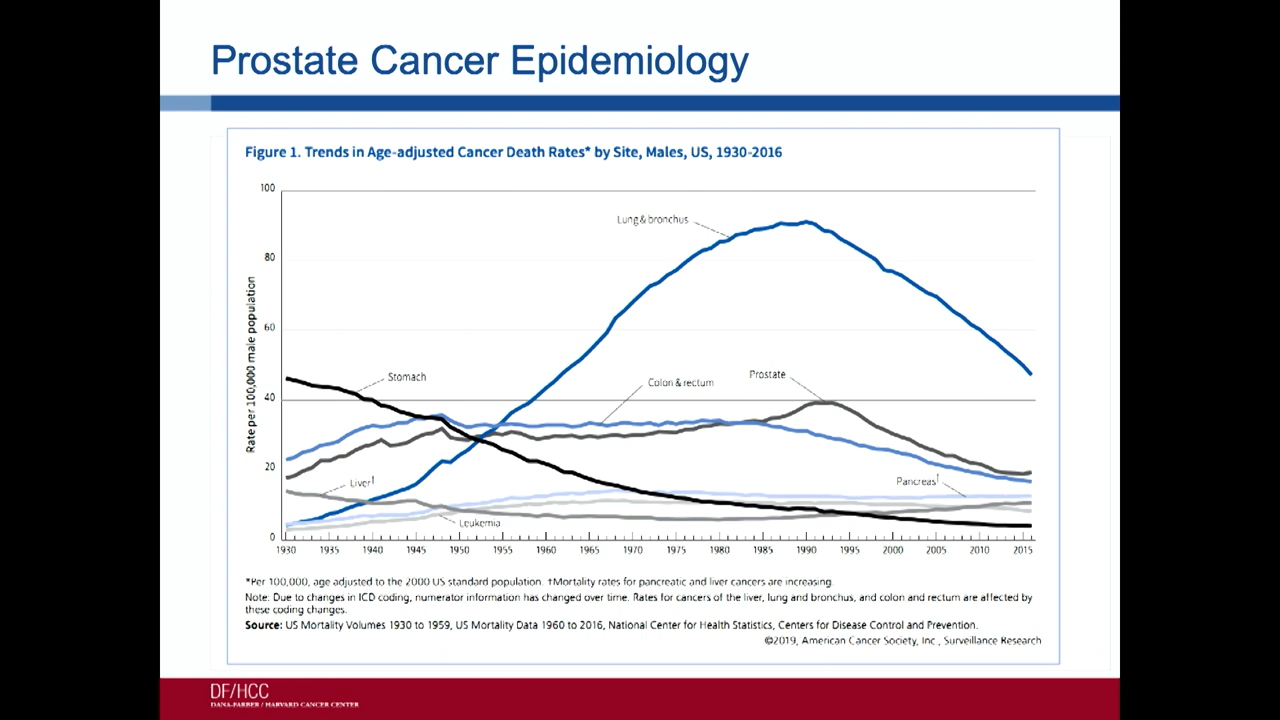 Prostate Cancer Epidemiology
Figure 1. Trends in Age-adjusted Cancer Death Rates* by Site, Males, US, 1930-2016
Rate per 100,000 male population
100
80
60
40
20
0
Lung & bronchus
Stomach
Colon & rectum
Prostate
Liver†
Pancreas†
Leukemia
1930 1935 1940 1945 1950 1955 1960 1965 1970 1975 1980 1985 1990 1995 2000 2005 2010 2015
*Per 100,000, age adjusted to the 2000 US standard population. †Mortality rates for pancreatic and liver cancers are increasing.
Note: Due to changes in ICD coding, numerator information has changed over time. Rates for cancers of the liver, lung and bronchus, and colon and rectum are affected by
these coding changes.
Source: US Mortality Volumes 1930 to 1959, US Mortality Data 1960 to 2016, National Center for Health Statistics, Centers for Disease Control and Prevention.
©2019, American Cancer Society, Inc., Surveillance Research
DF/HCC
DANA-FARBER / HARVARD CANCER CENTER